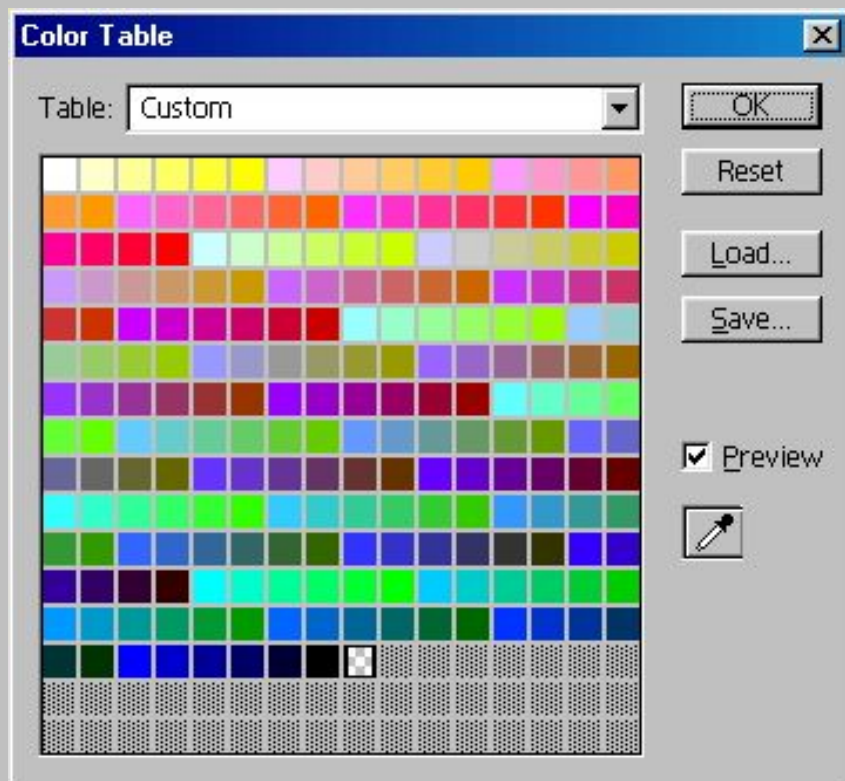 Color Table
Table: Custom
OK
Reset
Load...
Save...
Preview